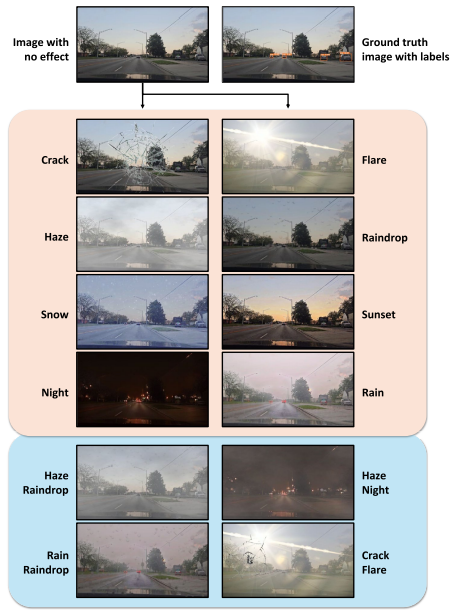 Image with
no effect
Ground truth
image with labels
Crack
Flare
Haze
Raindrop
Snow
Sunset
Night
Rain
Haze
Raindrop
Haze
Night
Rain
Raindrop
Crack
Flare